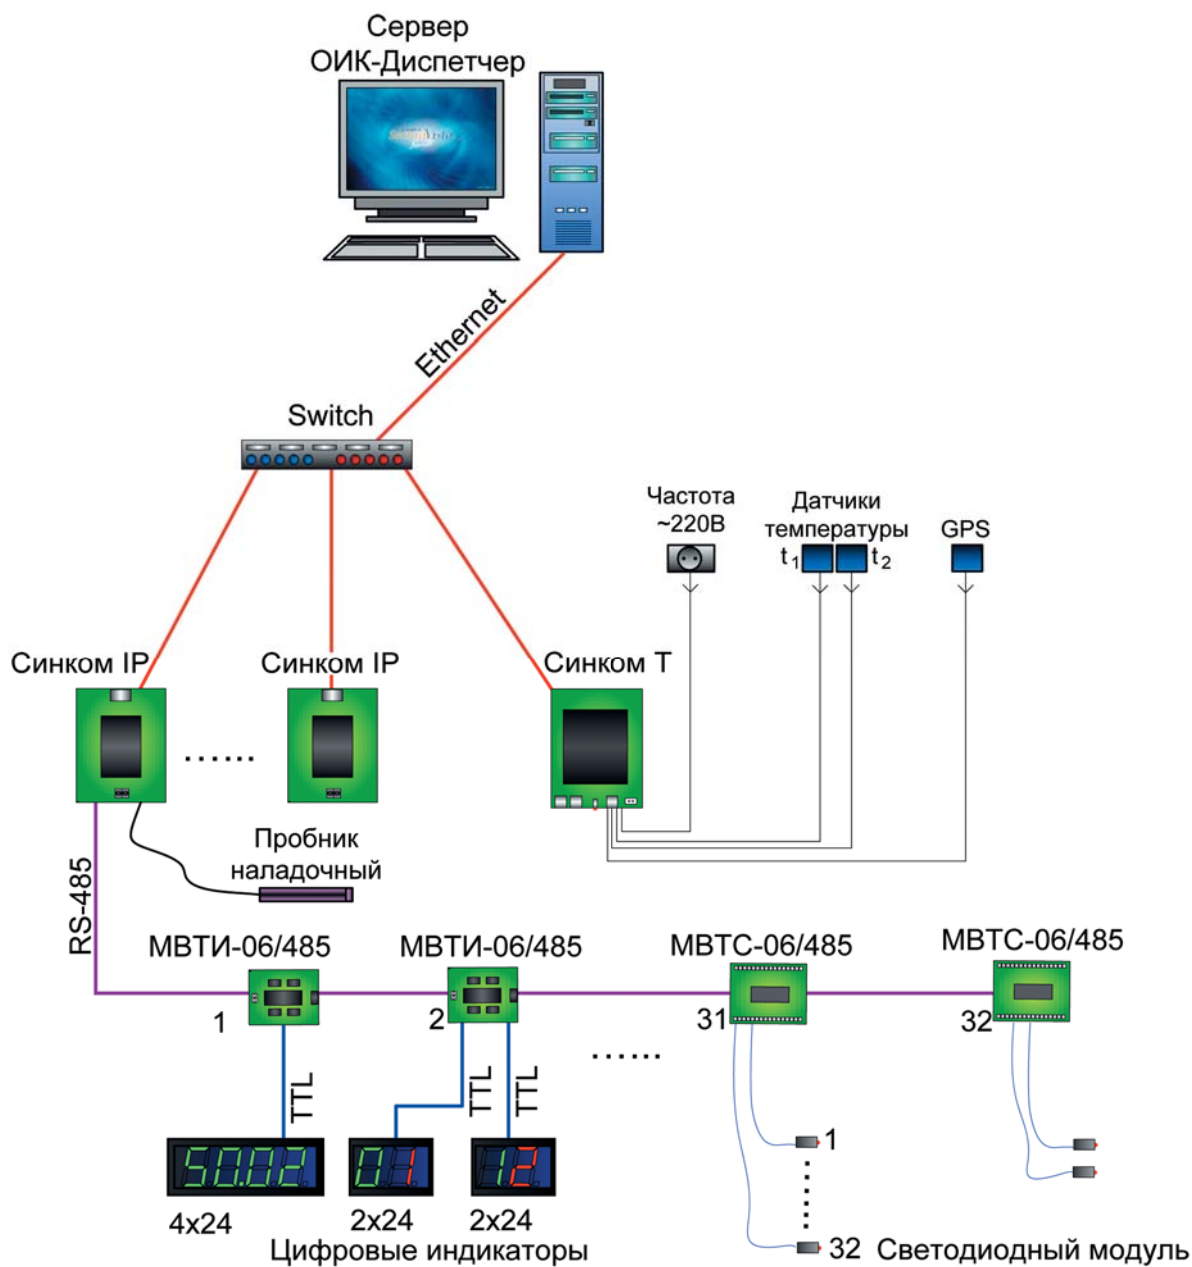 Сервер
ОИК-Диспетчер
Ethernet
Switch
Частота
~220В
Датчики
температуры
t1
t2
GPS
Синком IP
Синком IP
Синком Т
Пробник
наладочный
RS-485
МВТИ-06/485
МВТИ-06/485
МВТС-06/485
МВТС-06/485
1
2
31
32
TTL
TTL
TTL
50.02
01
12
1
32
4x24
2x24
2x24
Цифровые индикаторы
Светодиодный модуль